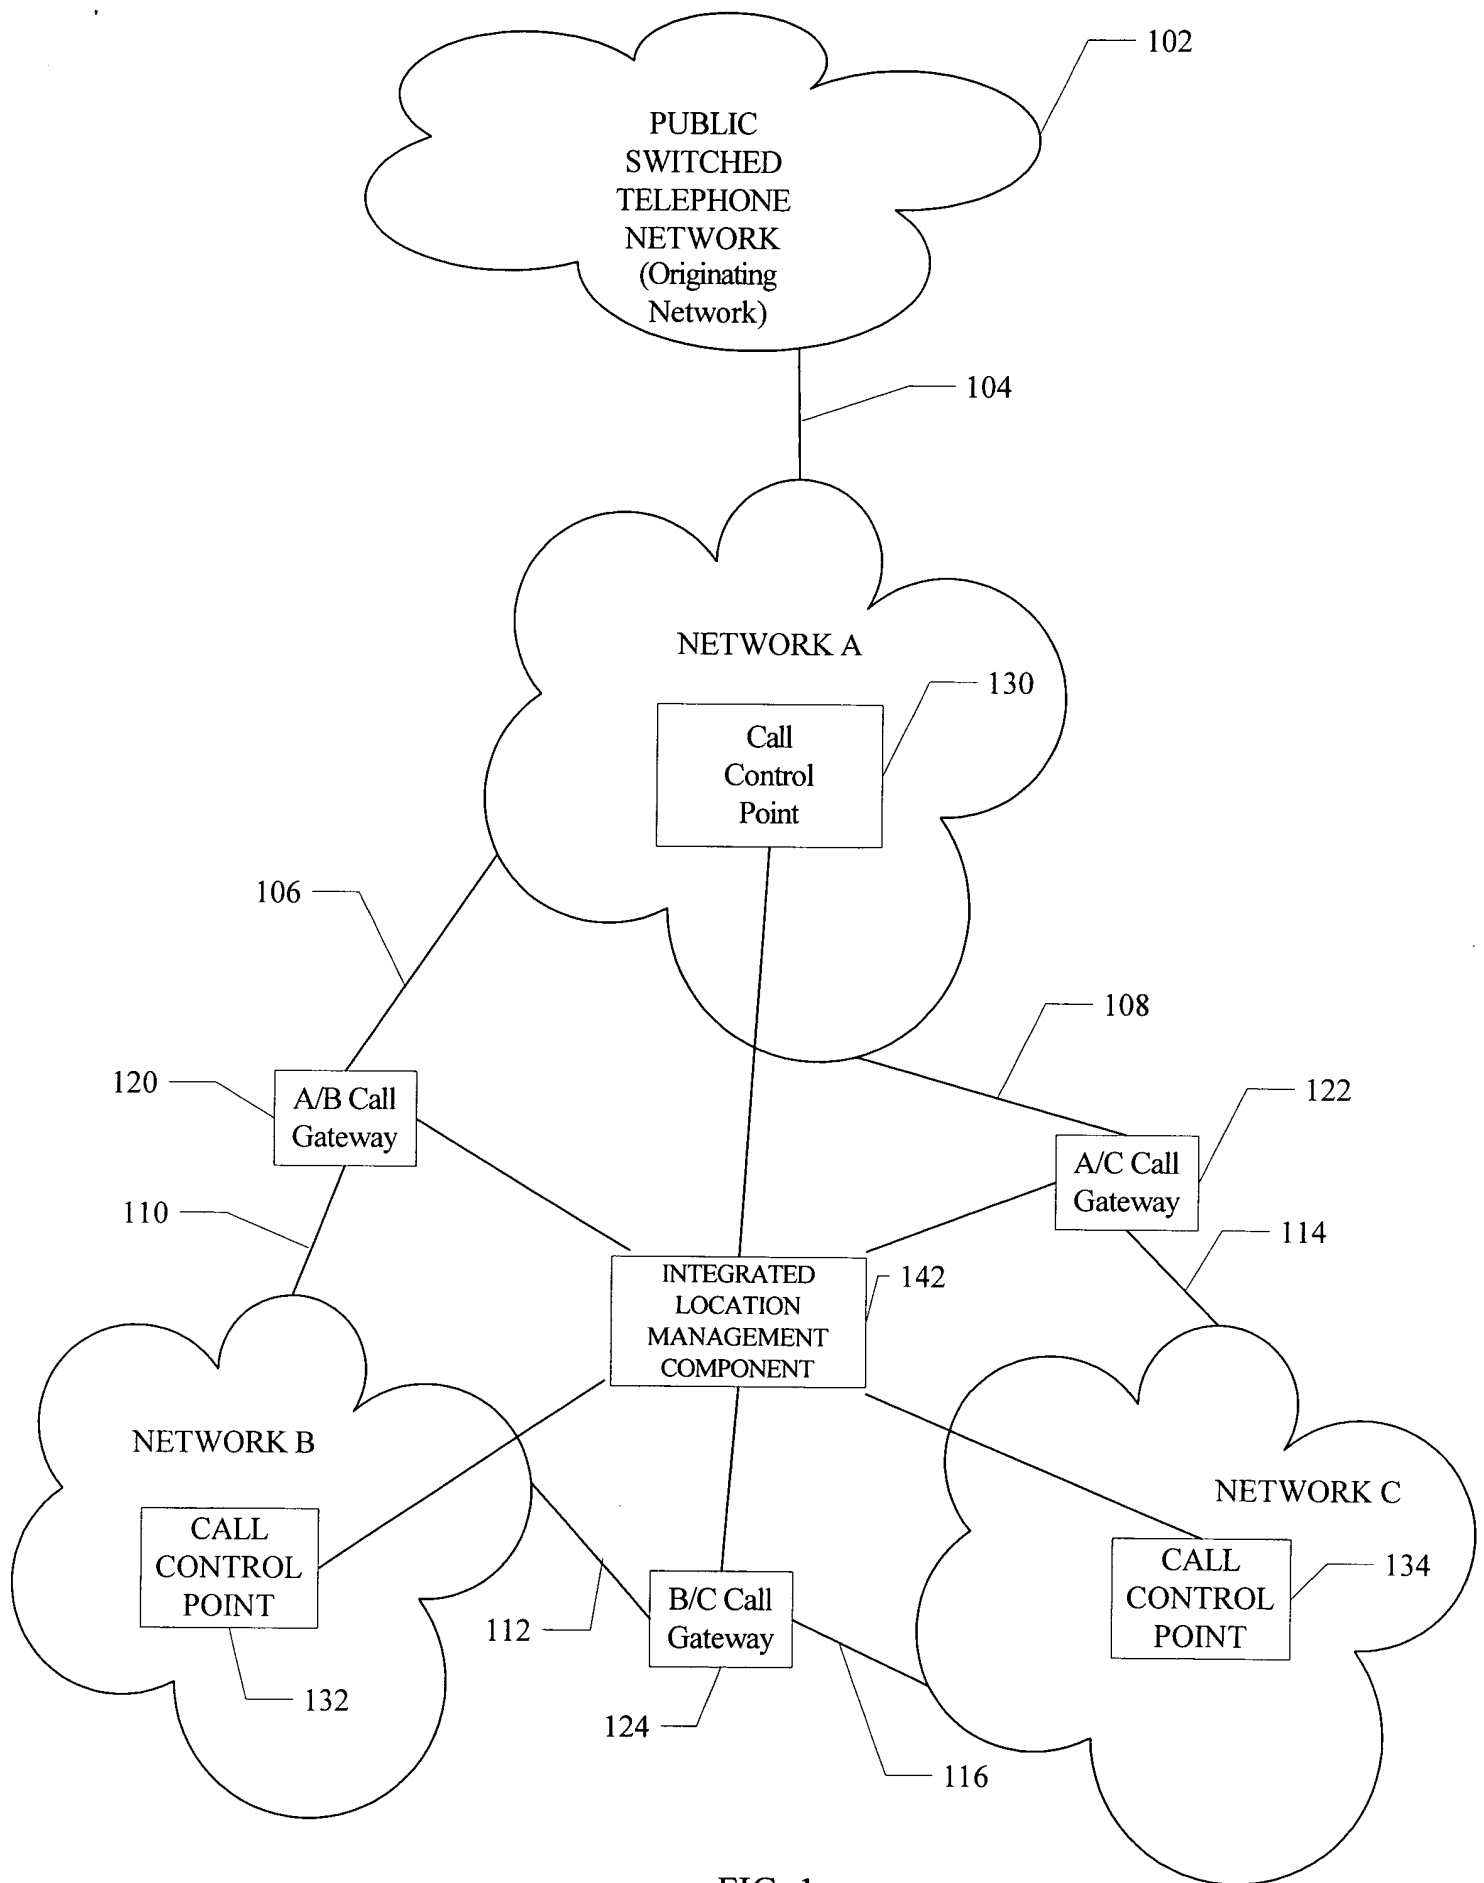 102
PUBLIC
SWITCHED
TELEPHONE
NETWORK
(Originating
Network)
104
NETWORK A
130
Call
Control
Point
106
108
120
A/B Call
Gateway
122
A/C Call
Gateway
110
114
INTEGRATED
LOCATION
MANAGEMENT
COMPONENT
142
NETWORK B
NETWORK C
CALL
CONTROL
POINT
CALL
CONTROL
POINT
134
B/C Call
Gateway
112
132
124
116
FIG. 1